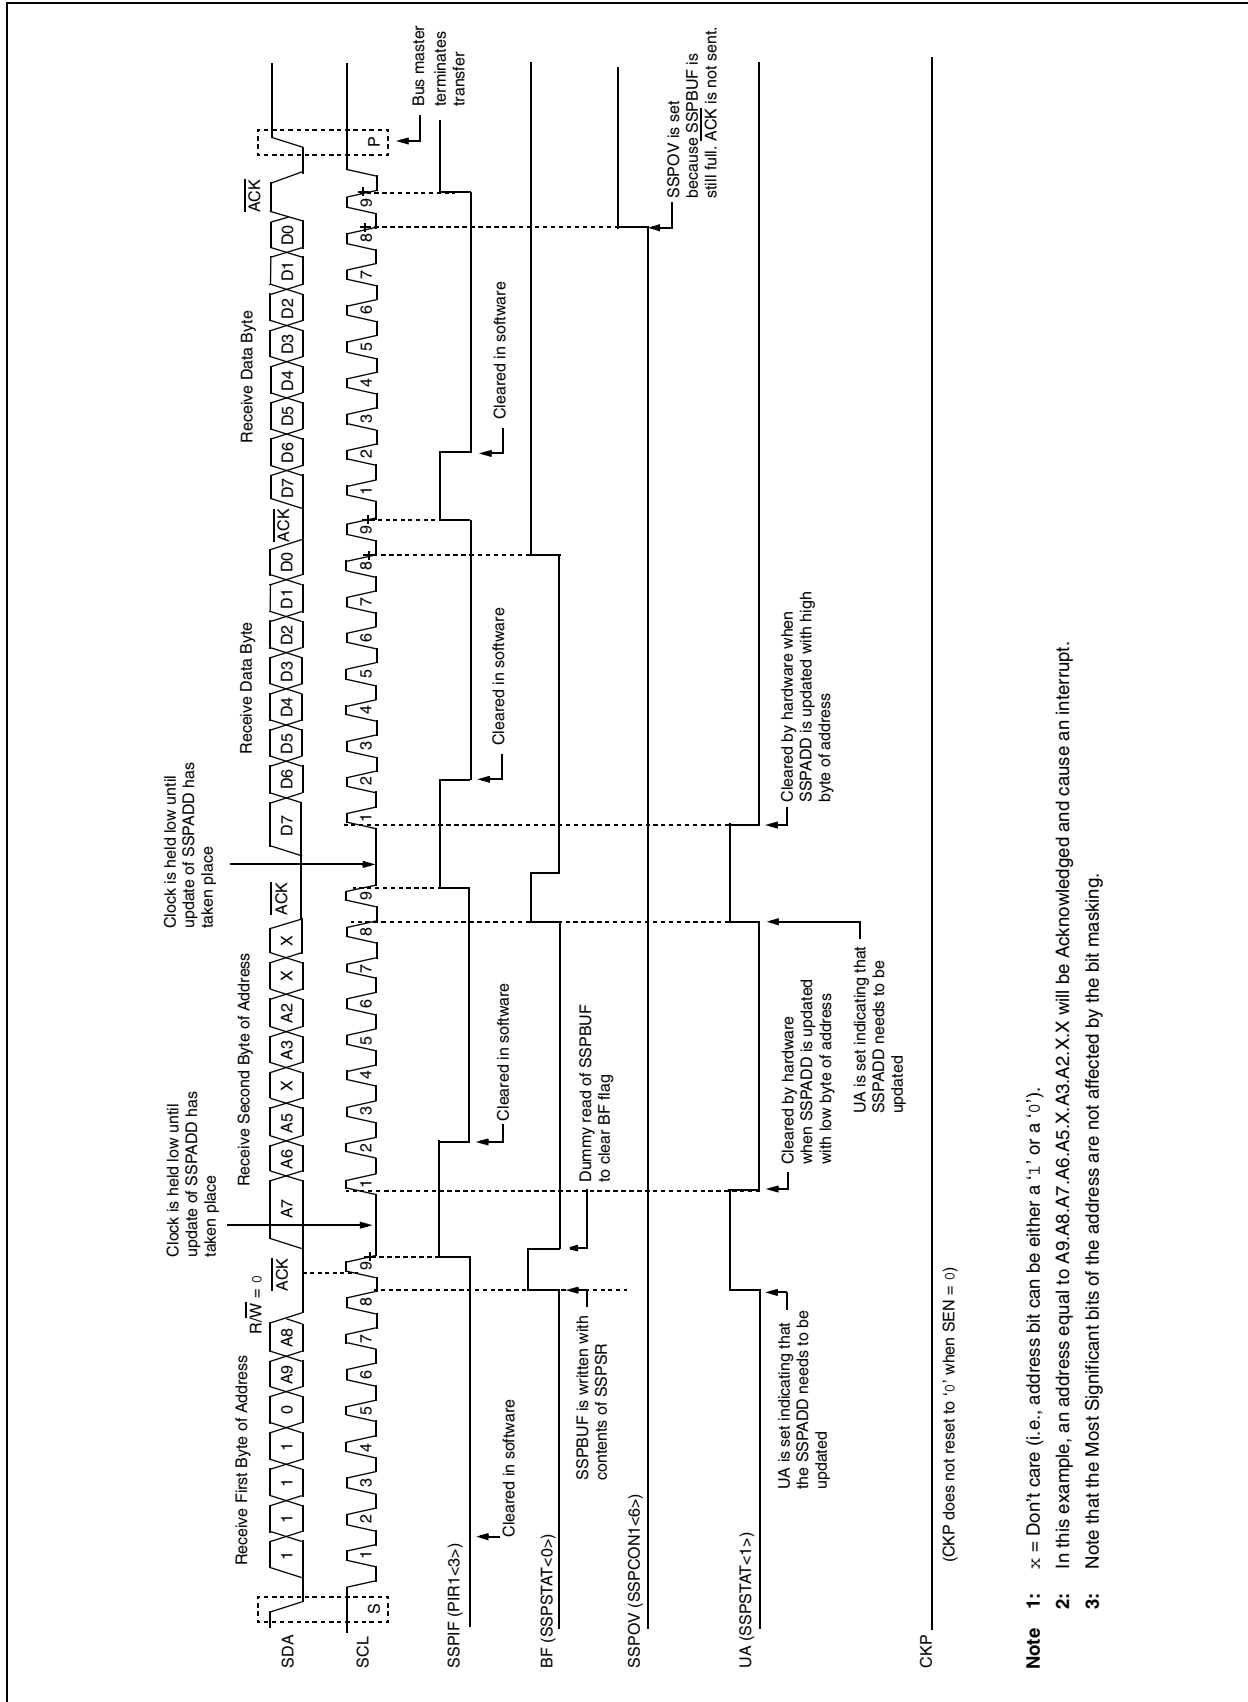 Receive First Byte of Address
R/W = 0
ACK
Clock is held low until
update of SSPADD has
taken place
Receive Second Byte of Address
ACK
Clock is held low until
update of SSPADD has
taken place
Receive Data Byte
ACK
Receive Data Byte
ACK
SDA
1 1 1 1 0 A9 A8 A7 A6 A5 X A3 A2 X X D7 D6 D5 D4 D3 D2 D1 D0 D7 D6 D5 D4 D3 D2 D1 D0
SCL
S 1 2 3 4 5 6 7 8 9 1 2 3 4 5 6 7 8 9 1 2 3 4 5 6 7 8 9 1 2 3 4 5 6 7 8 9 P
Bus master
terminates
transfer
SSPIF (PIR1<3>)
Cleared in software
Cleared in software
Cleared in software
Cleared in software
BF (SSPSTAT<0>)
SSPBUF is written with
contents of SSPSR
Dummy read of SSPBUF
to clear BF flag
SSPOV (SSPCON1<6>)
SSPOV is set
because SSPBUF is
still full. ACK is not sent.
UA (SSPSTAT<1>)
UA is set indicating that
the SSPADD needs to be
updated
Cleared by hardware
when SSPADD is updated
with low byte of address
UA is set indicating that
SSPADD needs to be
updated
Cleared by hardware when
SSPADD is updated with high
byte of address
CKP
(CKP does not reset to ‘0’ when SEN = 0)
Note 1: x = Don't care (i.e., address bit can be either a ‘1’ or a ‘0’).
2: In this example, an address equal to A9.A8.A7.A6.A5.X.A3.A2.X.X will be Acknowledged and cause an interrupt.
3: Note that the Most Significant bits of the address are not affected by the bit masking.